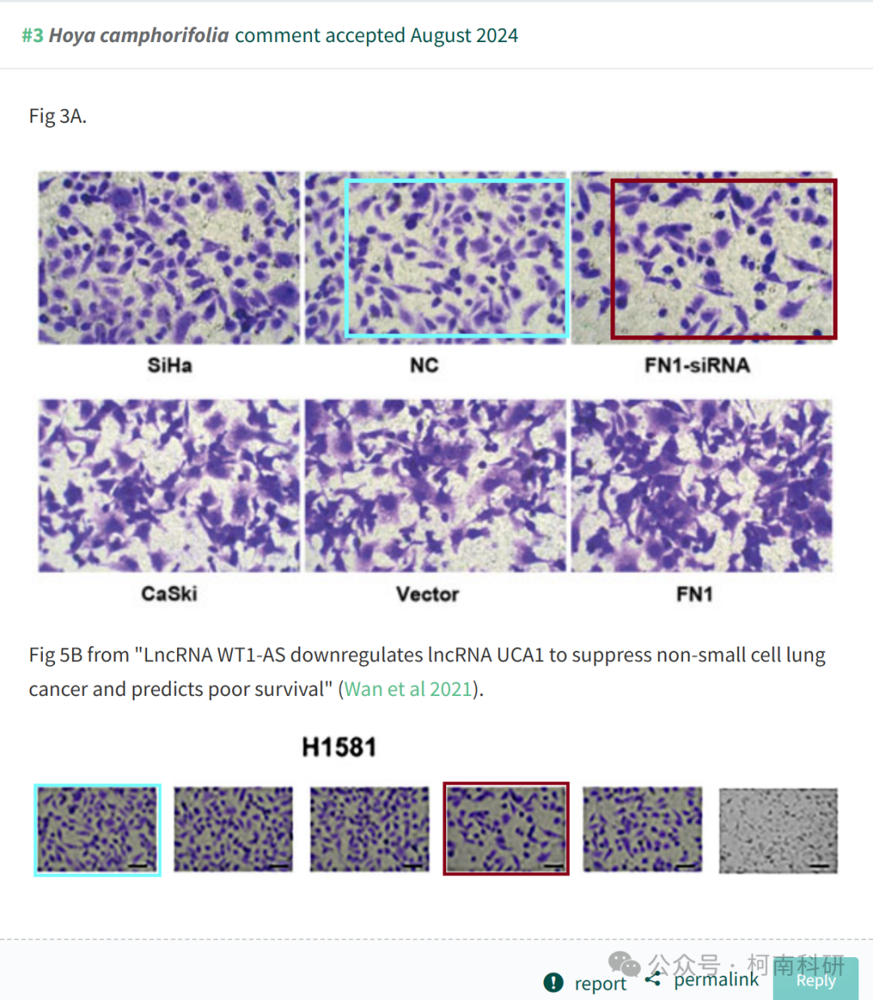 #3 Hoya camphorifolia comment accepted August 2024
Fig 3A.
SiHa NC FN1-siRNA
CaSki Vector FN1
Fig 5B from "LncRNA WT1-AS downregulates lncRNA UCA1 to suppress non-small cell lung
cancer and predicts poor survival" (Wan et al 2021).
H1581
公众号 · 柯南科研
! report permalink Reply